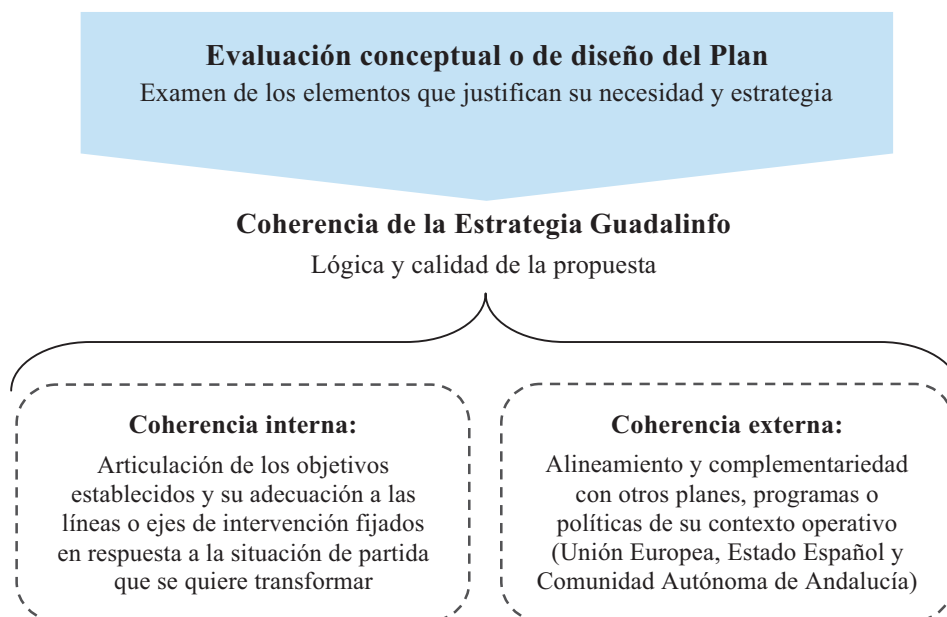 Evaluación conceptual o de diseño del Plan
Examen de los elementos que justifican su necesidad y estrategia
Coherencia de la Estrategia Guadalinfo
Lógica y calidad de la propuesta
Coherencia interna:
Articulación de los objetivos
establecidos y su adecuación a las
líneas o ejes de intervención fijados
en respuesta a la situación de partida
que se quiere transformar
Coherencia externa:
Alineamiento y complementariedad
con otros planes, programas o
políticas de su contexto operativo
(Unión Europea, Estado Español y
Comunidad Autónoma de Andalucía)